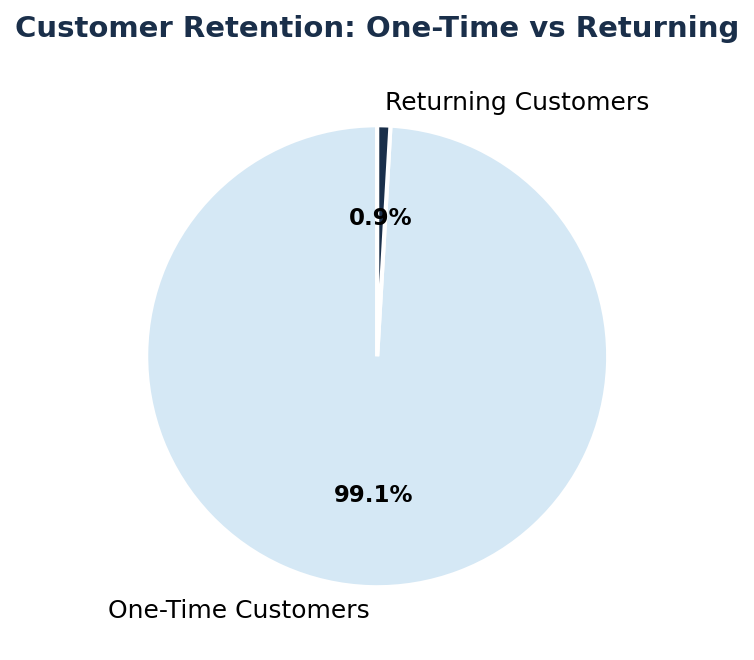 Customer Retention: One-Time vs Returning
Returning Customers
0.9%
99.1%
One-Time Customers